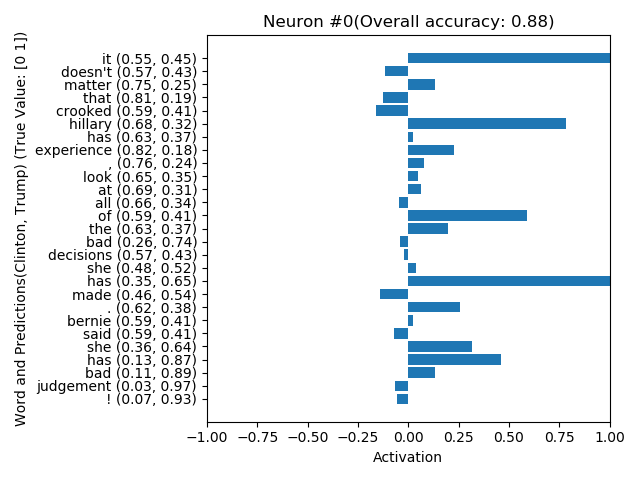 Neuron #0(Overall accuracy: 0.88)
Word and Predictions(Clinton, Trump) (True Value: [0 1])
it (0.55, 0.45)
doesn't (0.57, 0.43)
matter (0.75, 0.25)
that (0.81, 0.19)
crooked (0.59, 0.41)
hillary (0.68, 0.32)
has (0.63, 0.37)
experience (0.82, 0.18)
, (0.76, 0.24)
look (0.65, 0.35)
at (0.69, 0.31)
all (0.66, 0.34)
of (0.59, 0.41)
the (0.63, 0.37)
bad (0.26, 0.74)
decisions (0.57, 0.43)
she (0.48, 0.52)
has (0.35, 0.65)
made (0.46, 0.54)
. (0.62, 0.38)
bernie (0.59, 0.41)
said (0.59, 0.41)
she (0.36, 0.64)
has (0.13, 0.87)
bad (0.11, 0.89)
judgement (0.03, 0.97)
! (0.07, 0.93)
−1.00 −0.75 −0.50 −0.25 0.00 0.25 0.50 0.75 1.00
Activation